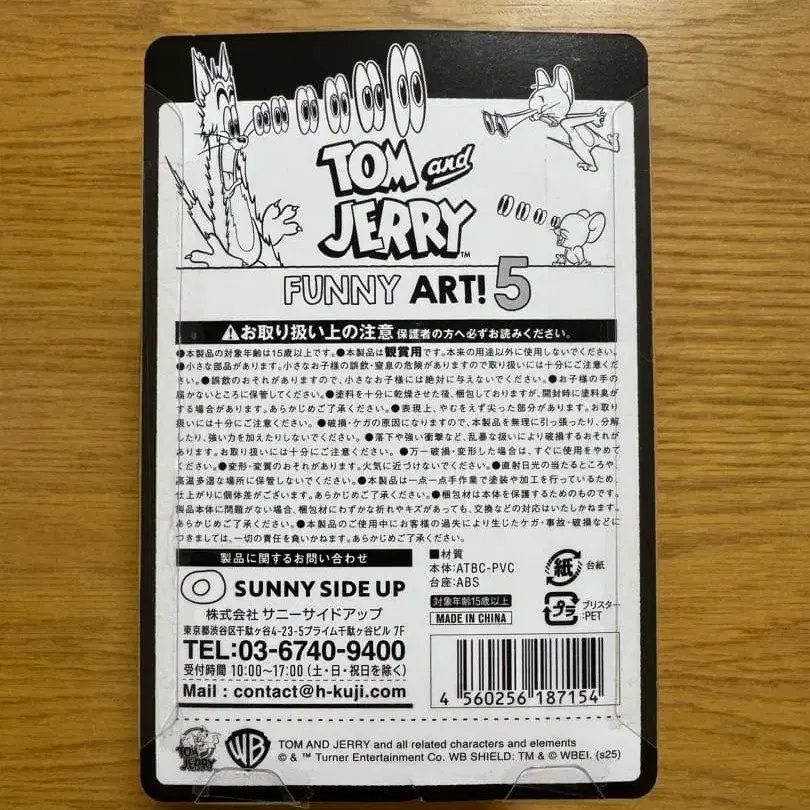 TOM and
JERRY™
FUNNY ART! 5
⚠お取り扱い上の注意 保護者の方へ必ずお読みください。
●本製品の対象年齢は15歳以上です。●本製品は観賞用です。本来の用途以外に使用しないでください。
●小さな部品があります。小さなお子様の誤飲・窒息の危険がありますので取り扱いには十分にご注意くださ
い。●誤飲のおそれがありますので、小さなお子様には絶対に与えないでください。●お子様の手の
届かないところに保管してください。●塗料を十分に乾燥させた後、梱包しておりますが、開封時に塗料臭が
する場合があります。あらかじめご了承ください。●表現上、やむをえず尖った部分があります。お取り
扱いには十分にご注意ください。●破損・ケガの原因になりますので、本製品を無理に引っ張ったり、分解
したり、強い力を加えたりしないでください。●落下や強い衝撃など、乱暴な扱いにより破損するおそれが
あります。お取り扱いには十分にご注意ください。●万一破損・変形した場合は、すぐに使用をやめてく
ださい。●変形・変質のおそれがあります。火気に近づけないでください。●直射日光の当たるところや
高温多湿な場所に保管しないでください。●本製品は一点一点手作業で塗装や加工を行っているため、
仕上がりに個体差がございます。あらかじめご了承ください。●梱包材は本体を保護するためのものです。
製品本体に問題がない場合、梱包材にわずかな折れやキズがあっても、交換などの対応はいたしかねます。
あらかじめご了承ください。●本製品のご使用中にお客様の過失により生じたケガ・事故・破損などに
つきましては、一切の責任を負いかねます。あらかじめご了承ください。
製品に関するお問い合わせ
SUNNY SIDE UP
株式会社 サニーサイドアップ
東京都渋谷区千駄ヶ谷4-23-5プライム千駄ヶ谷ビル 7F
TEL:03-6740-9400
受付時間 10:00～17:00（土・日・祝日を除く）
Mail : contact@h-kuji.com
■材質
本体:ATBC-PVC
台座:ABS
対象年齢15歳以上
MADE IN CHINA
紙 台紙
プラ ブリスター
:PET
4 560256 187154
TOM and JERRY
WB
TOM AND JERRY and all related characters and elements
© & ™ Turner Entertainment Co. WB SHIELD: TM & © WBEI. (s25)